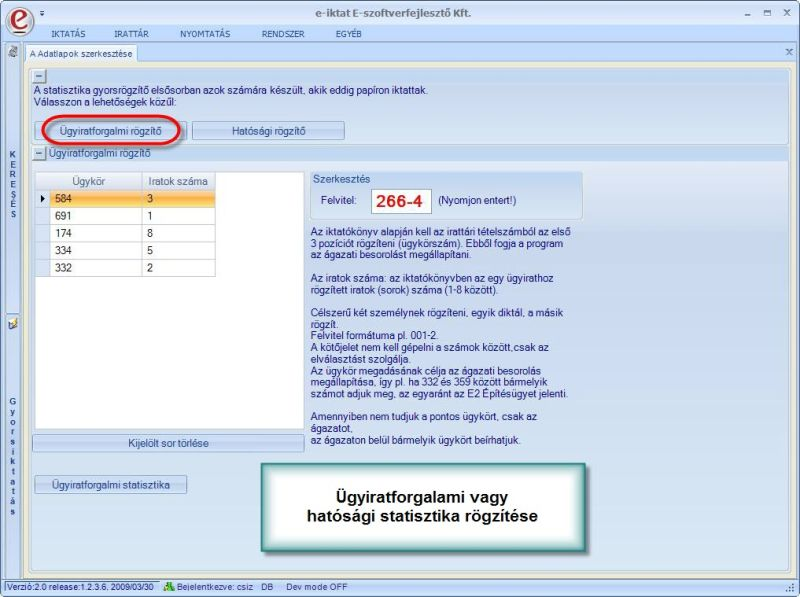 e-iktat E-szoftverfejlesztő Kft.
IKTATÁS IRATTÁR NYOMTATÁS RENDSZER EGYÉB
A Adatlapok szerkesztése
A statisztika gyorsrögzítő elsősorban azok számára készült, akik eddig papíron iktattak.
Válasszon a lehetőségek közűl:
Ügyiratforgalmi rögzítő Hatósági rögzítő
Ügyiratforgalmi rögzítő
KERESÉS
Ügykör Iratok száma
584 3
691 1
174 8
334 5
332 2
Szerkesztés
Felvitel: 266-4 (Nyomjon entert!)
Az iktatókönyv alapján kell az irattári tételszámból az első
3 pozíciót rögzíteni (ügykörszám). Ebből fogja a program
az ágazati besorolást megállapítani.
Az iratok száma: az iktatókönyvben az egy ügyirathoz
rögzített iratok (sorok) száma (1-8 között).
Célszerű két személynek rögzíteni, egyik diktál, a másik
rögzít.
Felvitel formátuma pl. 001-2.
A kötőjelet nem kell gépelni a számok között,csak az
elválasztást szolgálja.
Az ügykör megadásának célja az ágazati besorolás
megállapítása, így pl. ha 332 és 359 között bármelyik
számot adjuk meg, az egyaránt az E2 Építésügyet jelenti.
Amennyiben nem tudjuk a pontos ügykört, csak az
ágazatot,
az ágazaton belül bármelyik ügykört beírhatjuk.
Gyorsiktatás
Kijelölt sor törlése
Ügyiratforgalmi statisztika
Ügyiratforgalami vagy
hatósági statisztika rögzítése
Verzió:2.0 release:1.2.3.6, 2009/03/30 Bejelentkezve: csiz DB Dev mode OFF